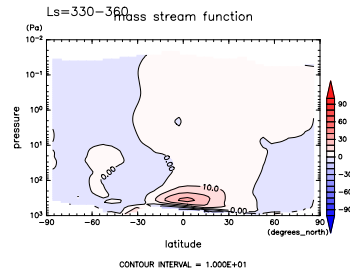 Ls=330-360
mass stream function
(Pa)
10⁻²
10⁻¹
10⁰
10¹
10²
10³
pressure
0.00
0.00
10.0
0.00
-90 -60 -30 0 30 60 90
(degrees_north)
latitude
90
60
30
0
-30
-60
-90
CONTOUR INTERVAL = 1.000E+01